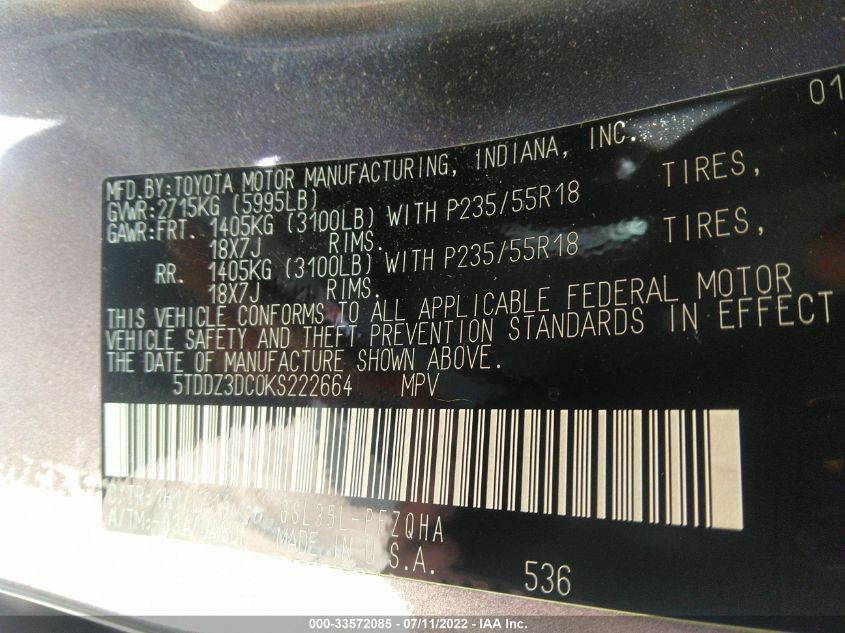 01
MFD.BY:TOYOTA MOTOR MANUFACTURING, INDIANA, INC.
GVWR:2715KG (5995LB)
GAWR:FRT. 1405KG (3100LB) WITH P235/55R18 TIRES,
18X7J RIMS.
RR. 1405KG (3100LB) WITH P235/55R18 TIRES,
18X7J RIMS.
THIS VEHICLE CONFORMS TO ALL APPLICABLE FEDERAL MOTOR
VEHICLE SAFETY AND THEFT PREVENTION STANDARDS IN EFFECT
THE DATE OF MANUFACTURE SHOWN ABOVE.
5TDDZ3DC0KS222664 MPV
GSL35L-PFZQHA
A/TM:
MADE IN U.S.A.
536
000-33572085 - 07/11/2022 - IAA Inc.